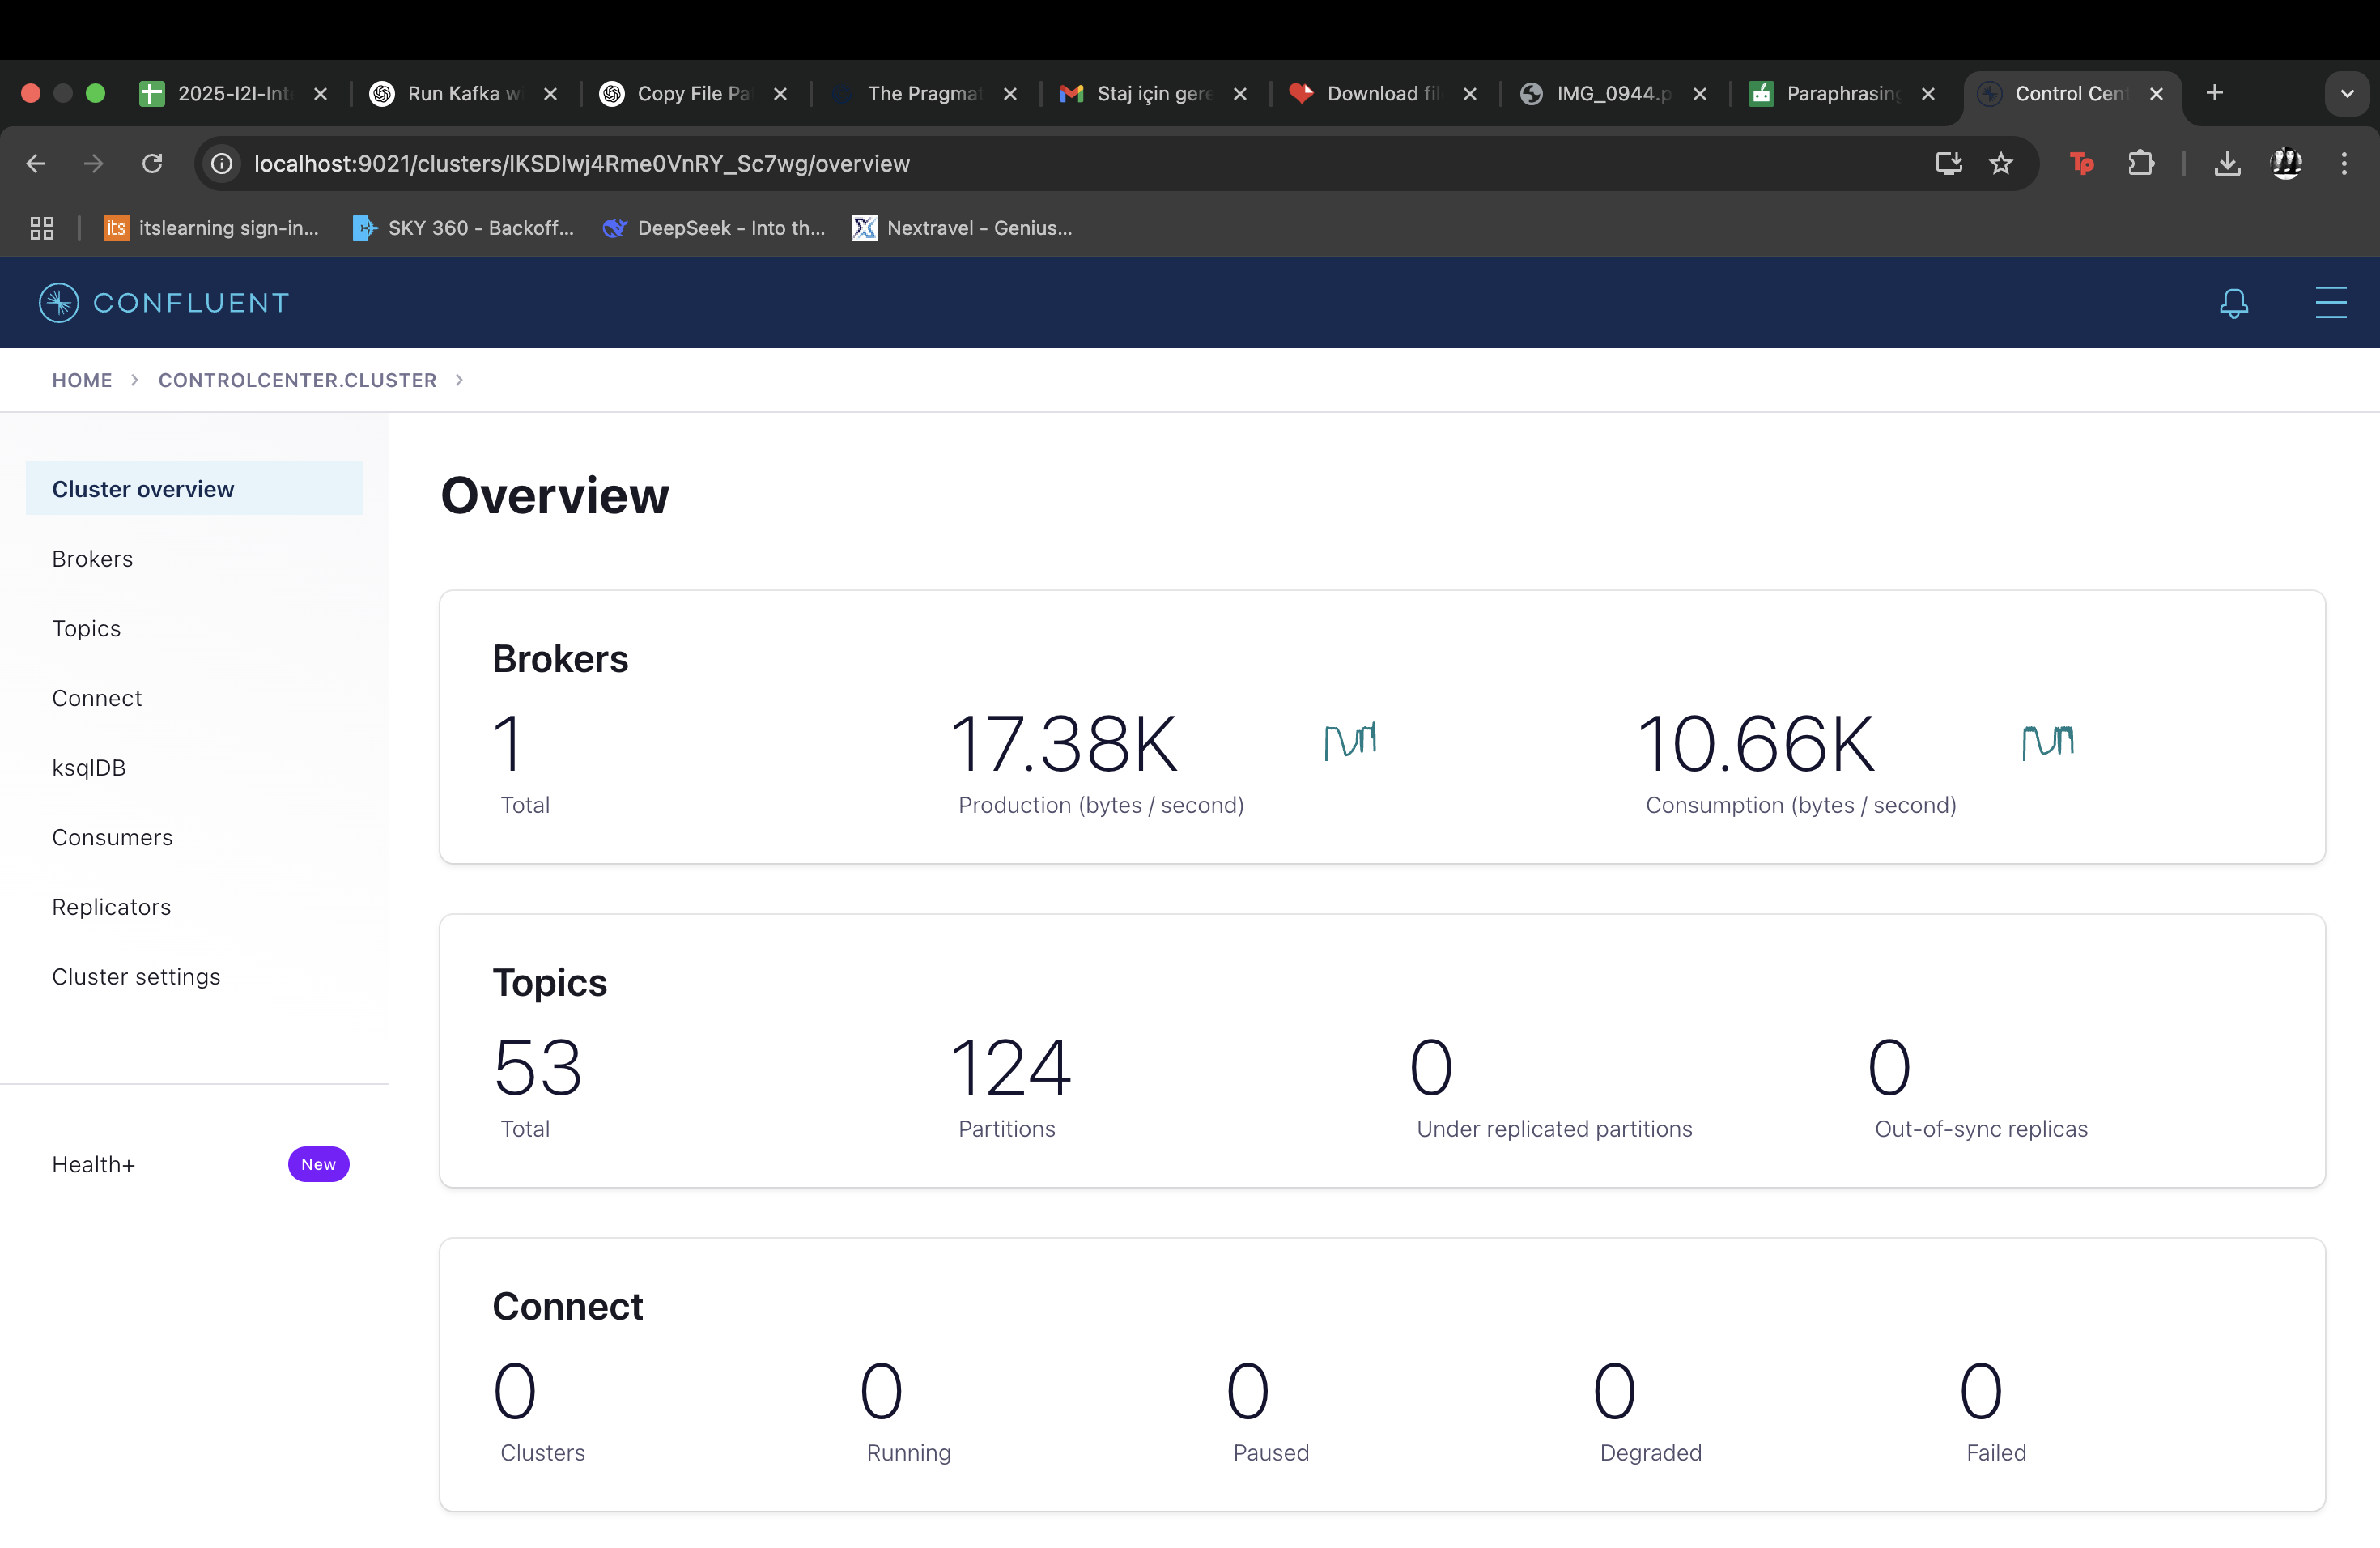 2025-I2I-Int
Run Kafka w
Copy File Pa
The Pragmat
Staj için gere
Download fil
IMG_0944.p
Paraphrasing
Control Cent
localhost:9021/clusters/IKSDIwj4Rme0VnRY_Sc7wg/overview
Tp
its itslearning sign-in...
SKY 360 - Backoff...
DeepSeek - Into th...
Nextravel - Genius...
CONFLUENT
HOME > CONTROLCENTER.CLUSTER >
Cluster overview
Brokers
Topics
Connect
ksqlDB
Consumers
Replicators
Cluster settings
Health+ New
Overview
Brokers
1 17.38K 10.66K
Total Production (bytes / second) Consumption (bytes / second)
Topics
53 124 0 0
Total Partitions Under replicated partitions Out-of-sync replicas
Connect
0 0 0 0 0
Clusters Running Paused Degraded Failed